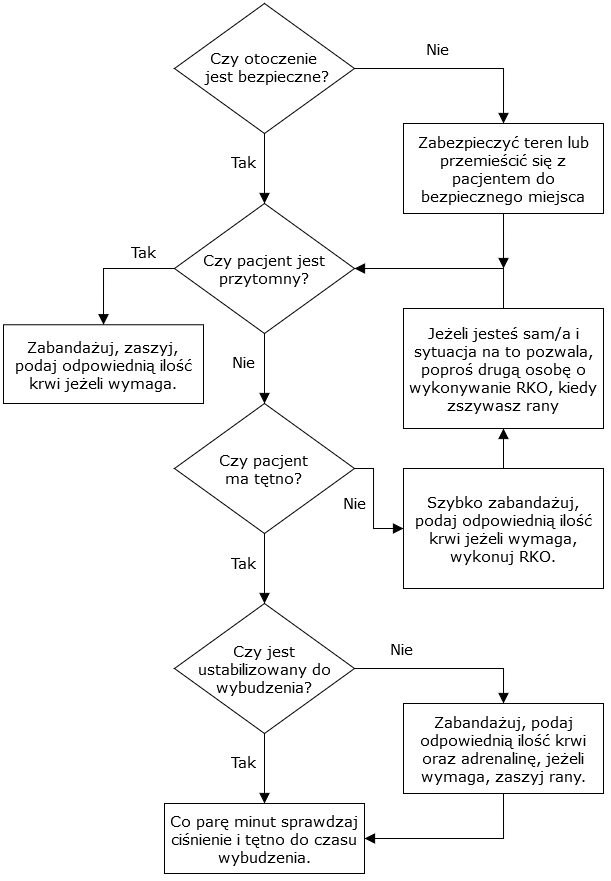 Czy otoczenie
jest bezpieczne?
Nie
Tak
Zabezpieczyć teren lub
przemieścić się z
pacjentem do
bezpiecznego miejsca
Czy pacjent jest
przytomny?
Tak
Zabandażuj, zaszyj,
podaj odpowiednią ilość
krwi jeżeli wymaga.
Nie
Jeżeli jesteś sam/a i
sytuacja na to pozwala,
poproś drugą osobę o
wykonywanie RKO, kiedy
zszywasz rany
Czy pacjent
ma tętno?
Nie
Szybko zabandażuj,
podaj odpowiednią ilość
krwi jeżeli wymaga,
wykonuj RKO.
Tak
Czy jest
ustabilizowany do
wybudzenia?
Nie
Zabandażuj, podaj
odpowiednią ilość krwi
oraz adrenalinę, jeżeli
wymaga, zaszyj rany.
Tak
Co parę minut sprawdzaj
ciśnienie i tętno do czasu
wybudzenia.